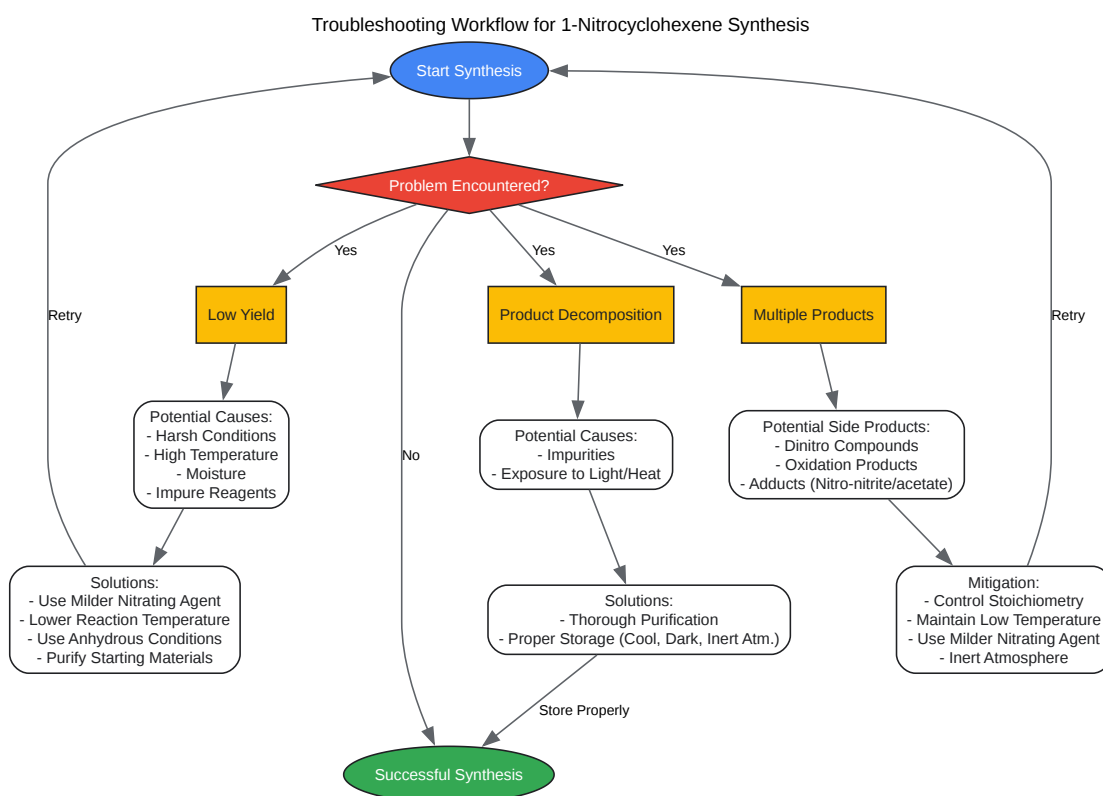 Troubleshooting Workflow for 1-Nitrocyclohexene Synthesis
Start Synthesis
Problem Encountered?
Yes
Yes
Yes
Low Yield
Product Decomposition
Multiple Products
Retry
Retry
Potential Causes:
- Harsh Conditions
- High Temperature
- Moisture
- Impure Reagents
No
Potential Causes:
- Impurities
- Exposure to Light/Heat
Potential Side Products:
- Dinitro Compounds
- Oxidation Products
- Adducts (Nitro-nitrite/acetate)
Solutions:
- Use Milder Nitrating Agent
- Lower Reaction Temperature
- Use Anhydrous Conditions
- Purify Starting Materials
Solutions:
- Thorough Purification
- Proper Storage (Cool, Dark, Inert Atm.)
Mitigation:
- Control Stoichiometry
- Maintain Low Temperature
- Use Milder Nitrating Agent
- Inert Atmosphere
Store Properly
Successful Synthesis